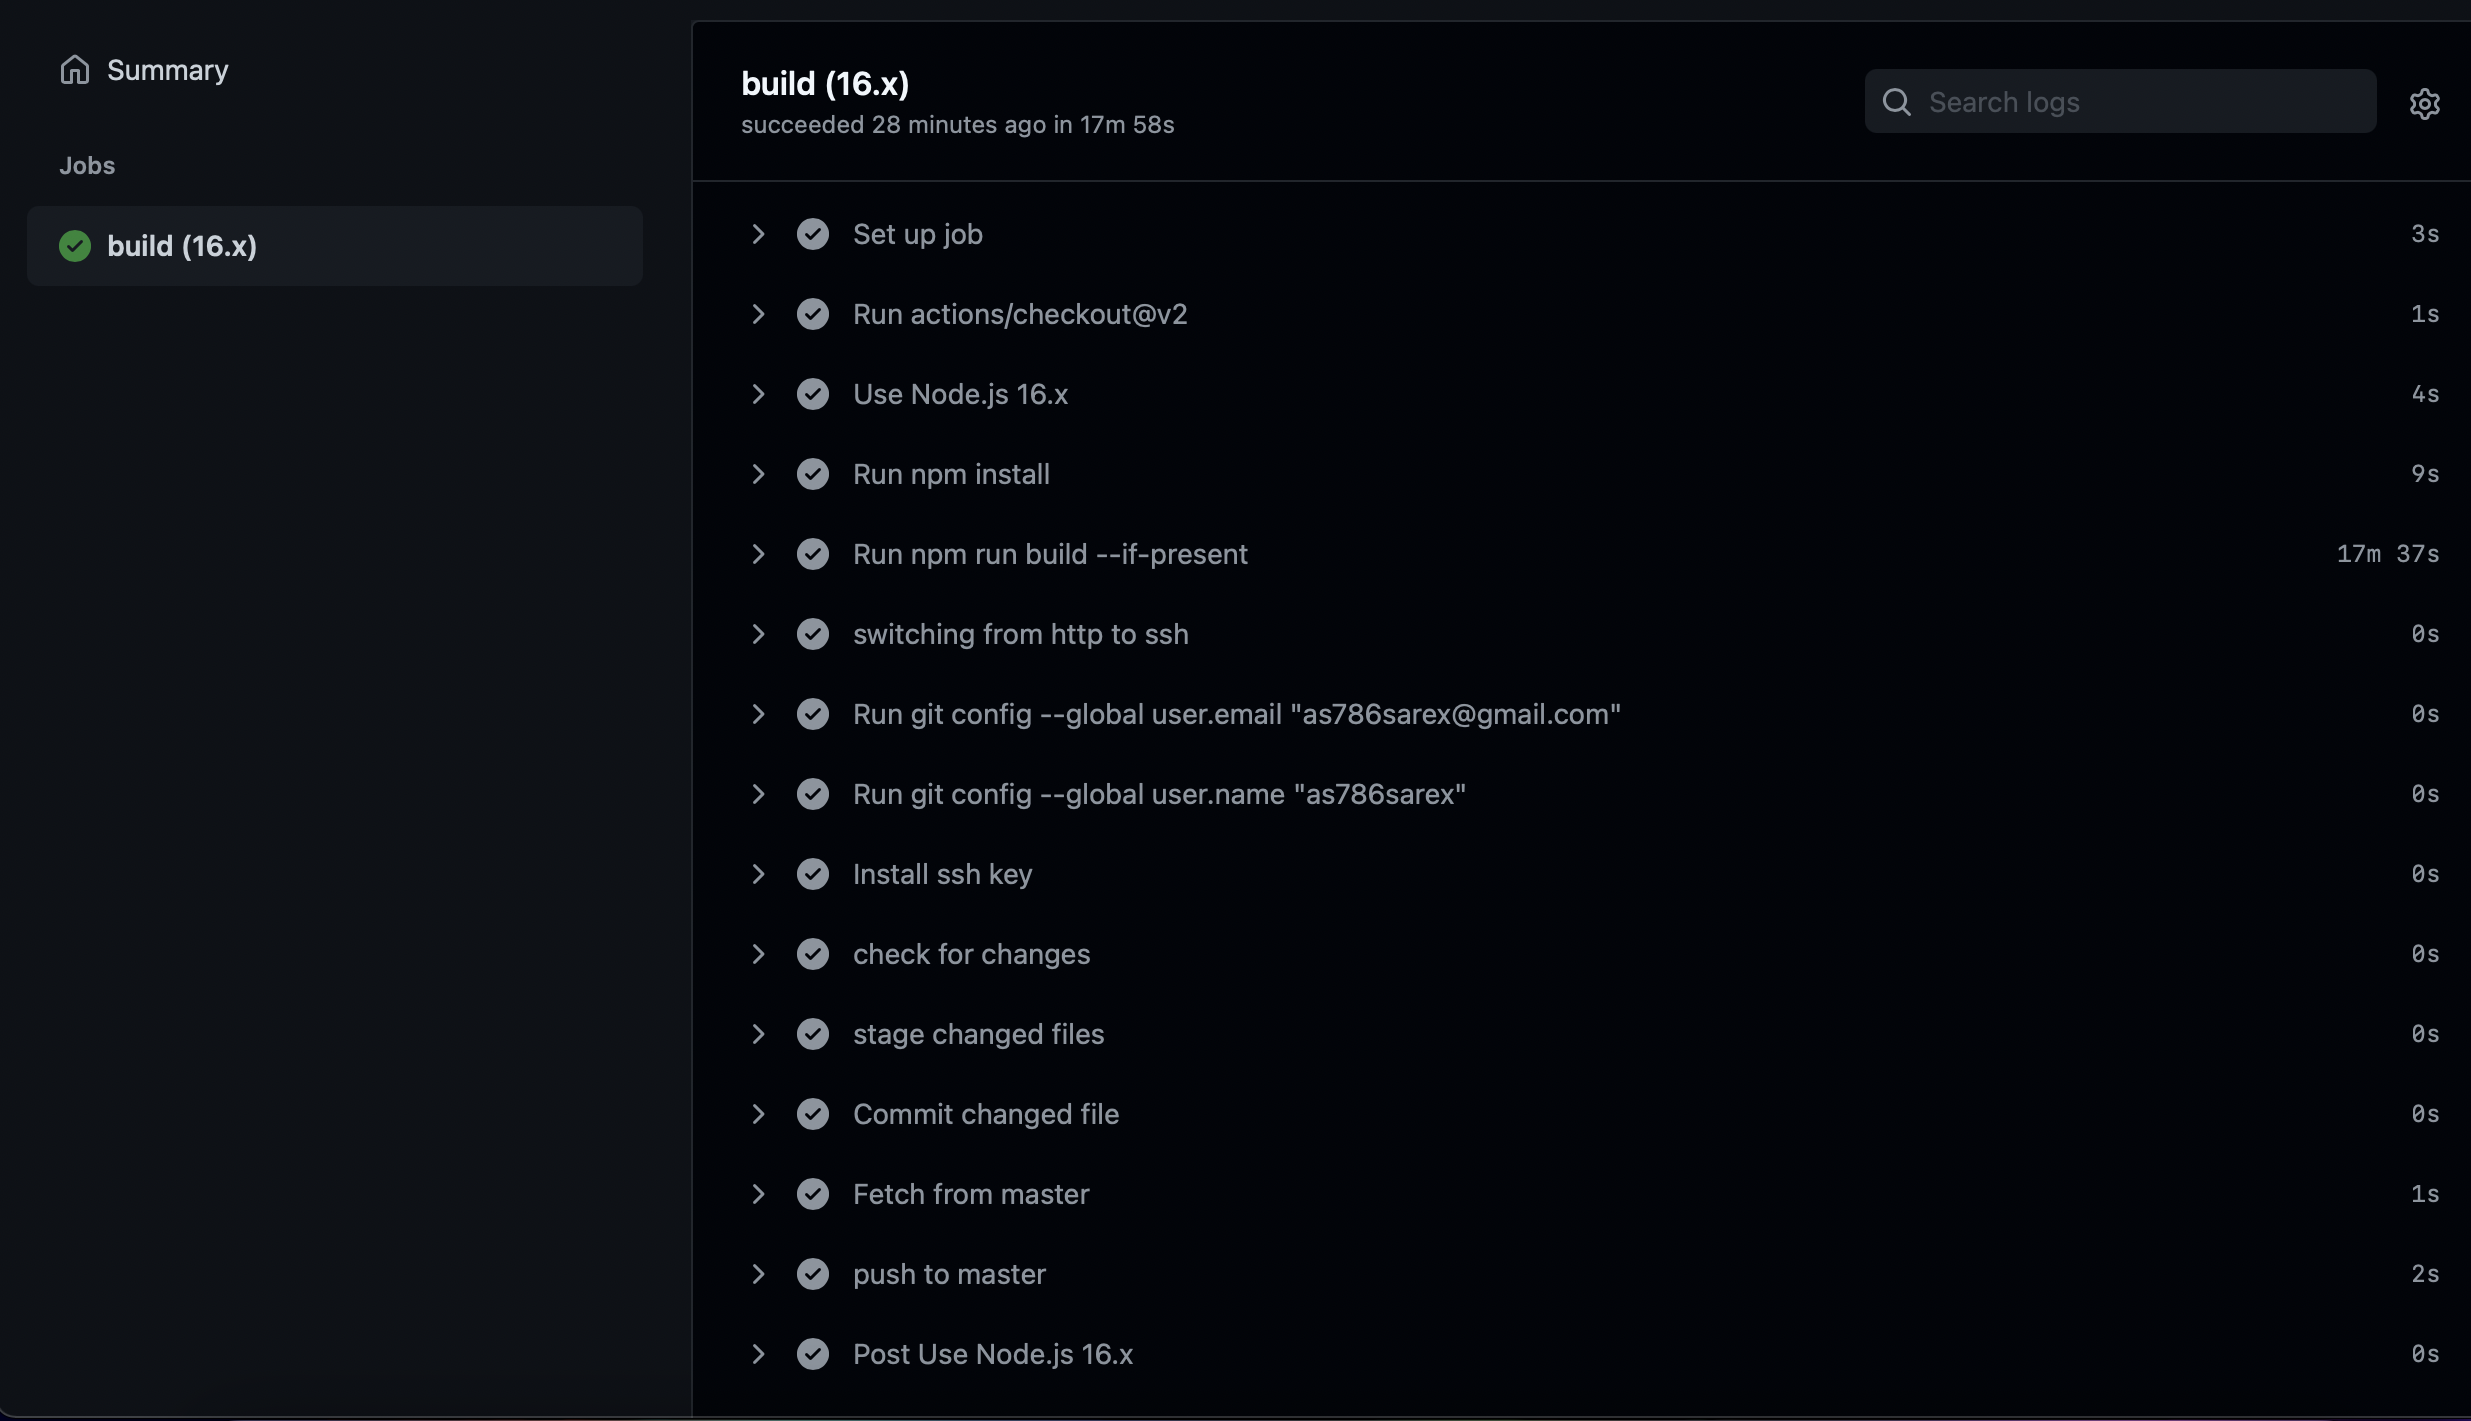 Summary
Jobs
build (16.x)
build (16.x)
succeeded 28 minutes ago in 17m 58s
Search logs
Set up job 3s
Run actions/checkout@v2 1s
Use Node.js 16.x 4s
Run npm install 9s
Run npm run build --if-present 17m 37s
switching from http to ssh 0s
Run git config --global user.email "as786sarex@gmail.com" 0s
Run git config --global user.name "as786sarex" 0s
Install ssh key 0s
check for changes 0s
stage changed files 0s
Commit changed file 0s
Fetch from master 1s
push to master 2s
Post Use Node.js 16.x 0s